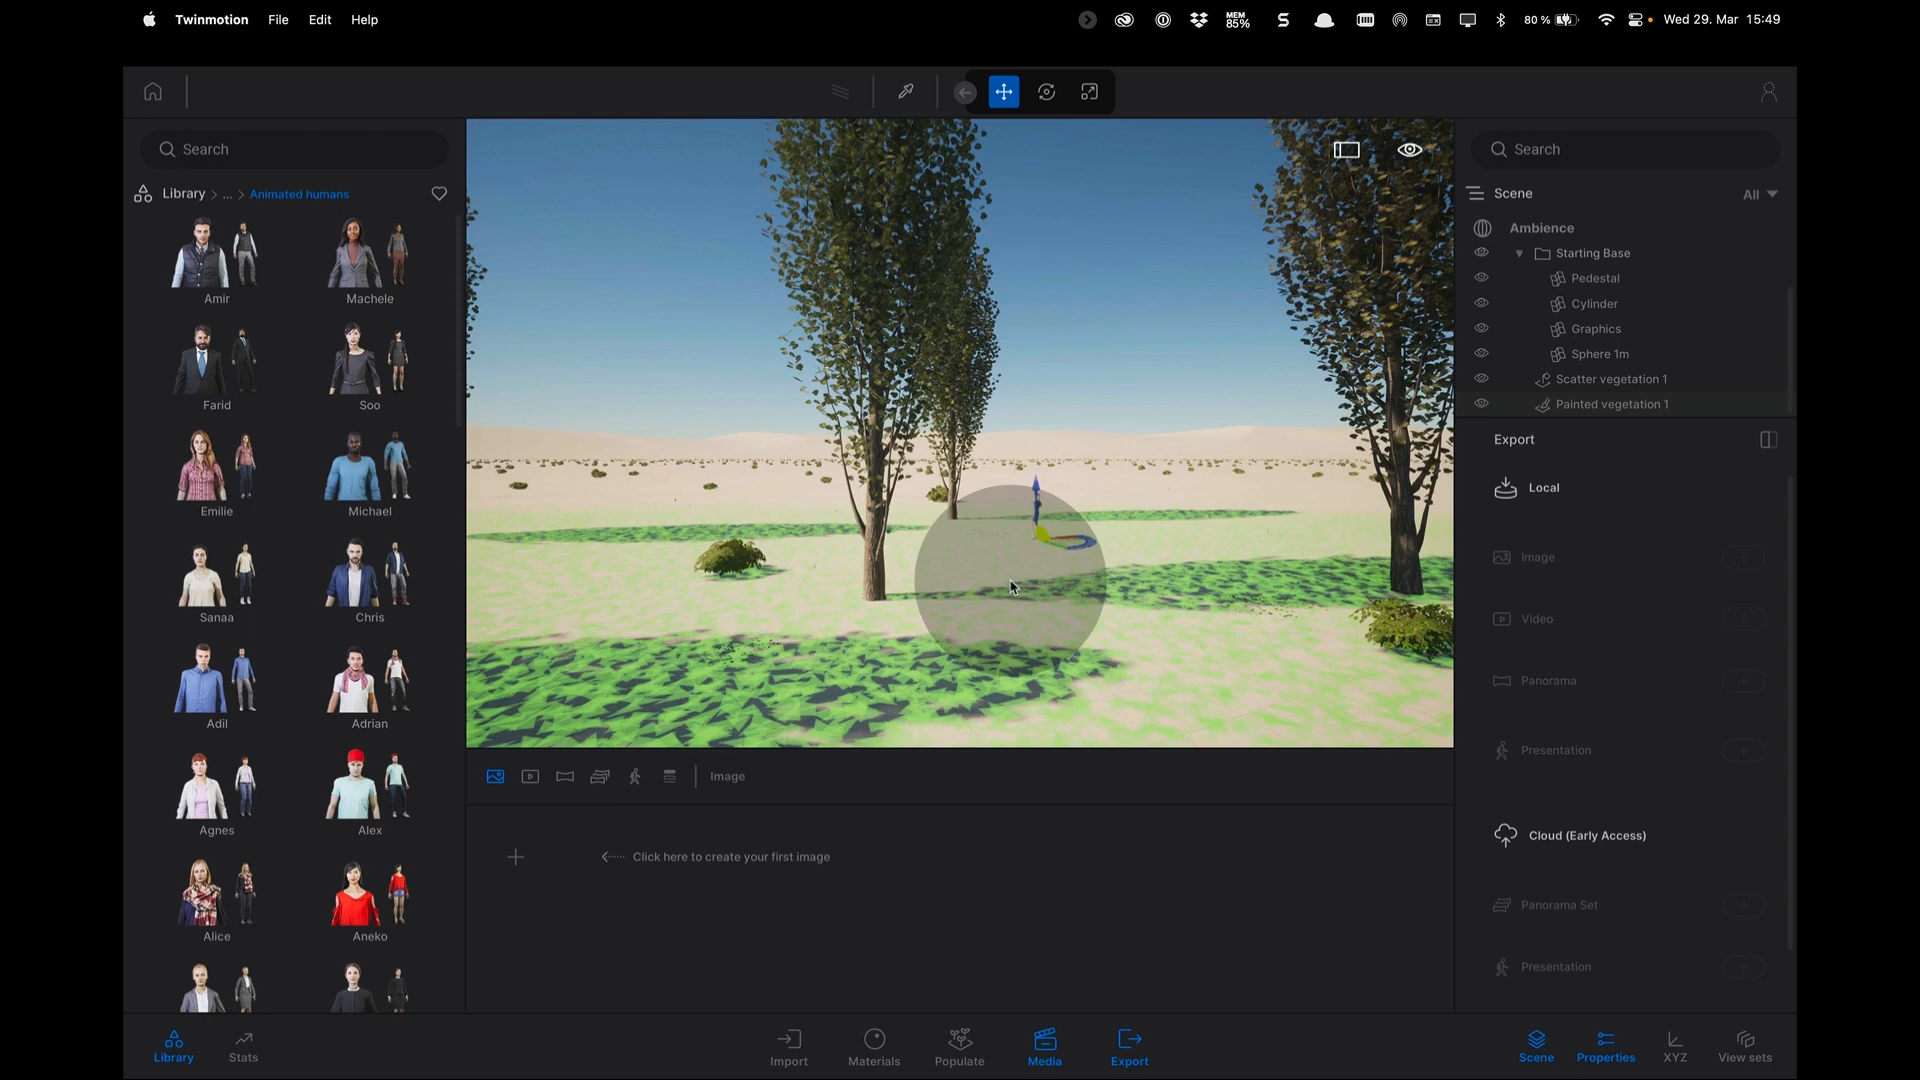 Twinmotion File Edit Help
MEM
85%
80 %
Wed 29. Mar 15:49
Search
Library > ... > Animated humans
Amir
Machele
Farid
Soo
Emilie
Michael
Sanaa
Chris
Adil
Adrian
Agnes
Alex
Alice
Aneko
Search
Scene
All
Ambience
Starting Base
Pedestal
Cylinder
Graphics
Sphere 1m
Scatter vegetation 1
Painted vegetation 1
Export
Local
Image
Video
Panorama
Presentation
Cloud (Early Access)
Panorama Set
Presentation
Image
Click here to create your first image
Library
Stats
Import
Materials
Populate
Media
Export
Scene
Properties
XYZ
View sets